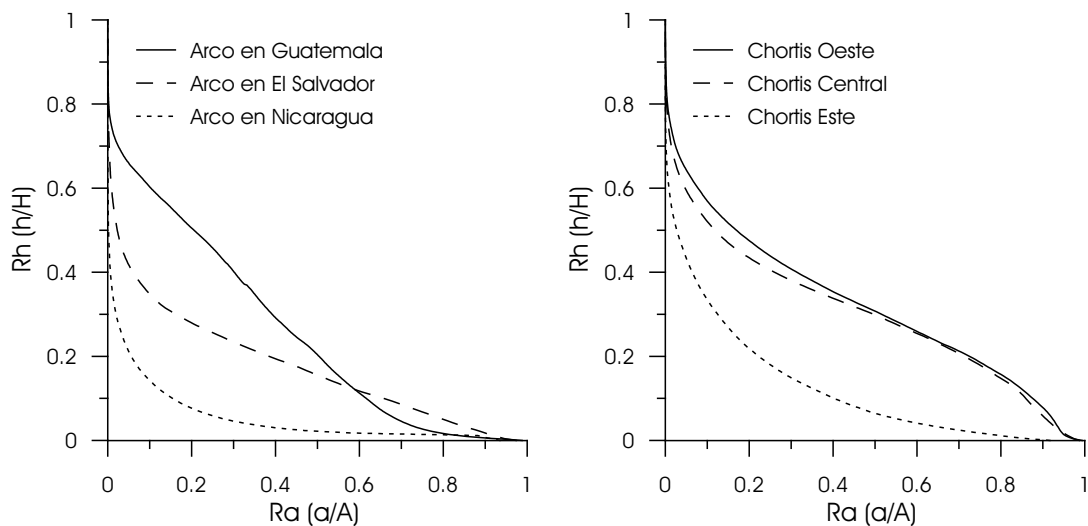 1
0.8
0.6
0.4
0.2
0
Rh (h/H)
Arco en Guatemala
Arco en El Salvador
Arco en Nicaragua
0 0.2 0.4 0.6 0.8 1
Ra (a/A)
1
0.8
0.6
0.4
0.2
0
Rh (h/H)
Chortis Oeste
Chortis Central
Chortis Este
0 0.2 0.4 0.6 0.8 1
Ra (a/A)